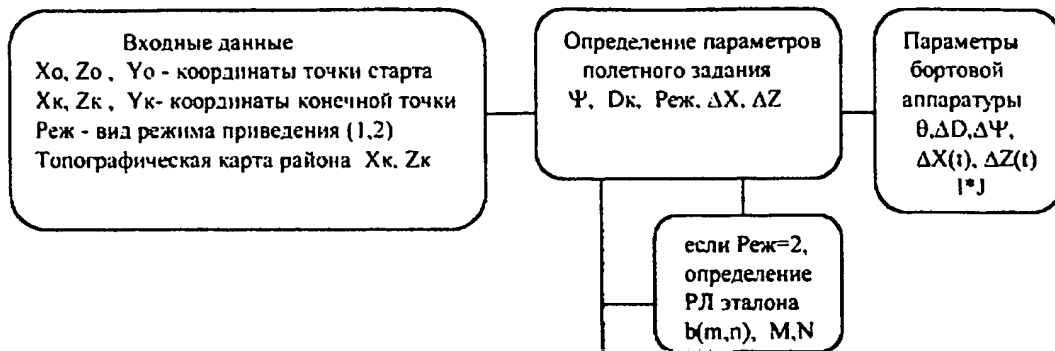 Входные данные
Xo, Zo , Yo - координаты точки старта
Xк, Zк , Yк- координаты конечной точки
Реж - вид режима приведения (1,2)
Топографическая карта района Xк, Zк
Определение параметров
полетного задания
Ψ, Dк, Реж, ΔX, ΔZ
Параметры
бортовой
аппаратуры
θ,ΔD,ΔΨ,
ΔX(t), ΔZ(t)
I*J
если Реж=2,
определение
РЛ эталона
b(m,n), M,N